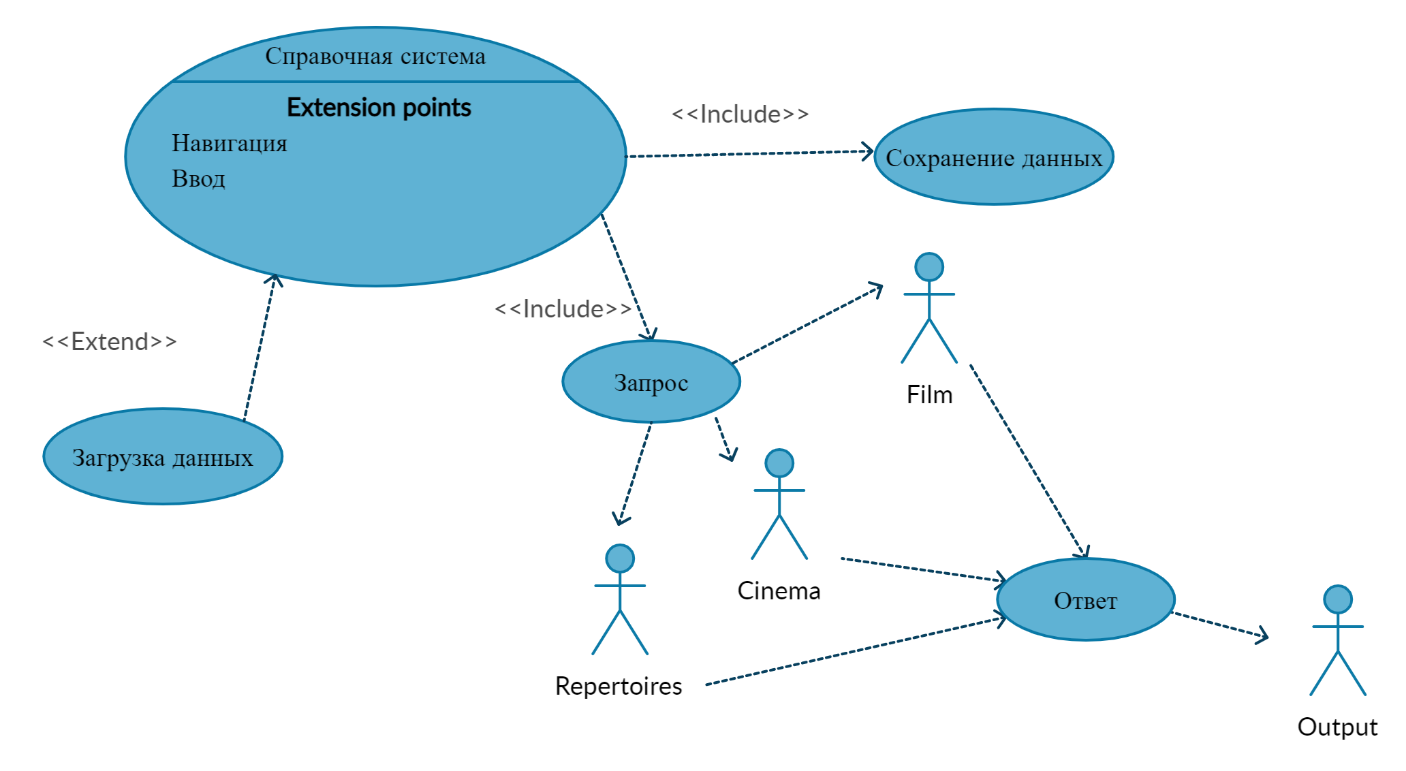 Справочная система
Extension points
Навигация
Ввод
<<Include>>
Сохранение данных
<<Include>>
<<Extend>>
Запрос
Film
Загрузка данных
Cinema
Ответ
Repertoires
Output